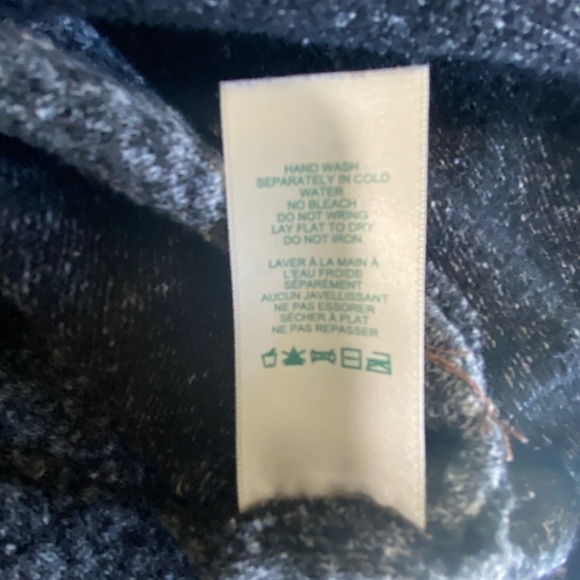 HAND WASH
SEPARATELY IN COLD
WATER
NO BLEACH
DO NOT WRING
LAY FLAT TO DRY
DO NOT IRON
LAVER À LA MAIN À
L'EAU FROIDE
SÉPARÉMENT
AUCUN JAVELLISSANT
NE PAS ESSORER
SÉCHER À PLAT
NE PAS REPASSER